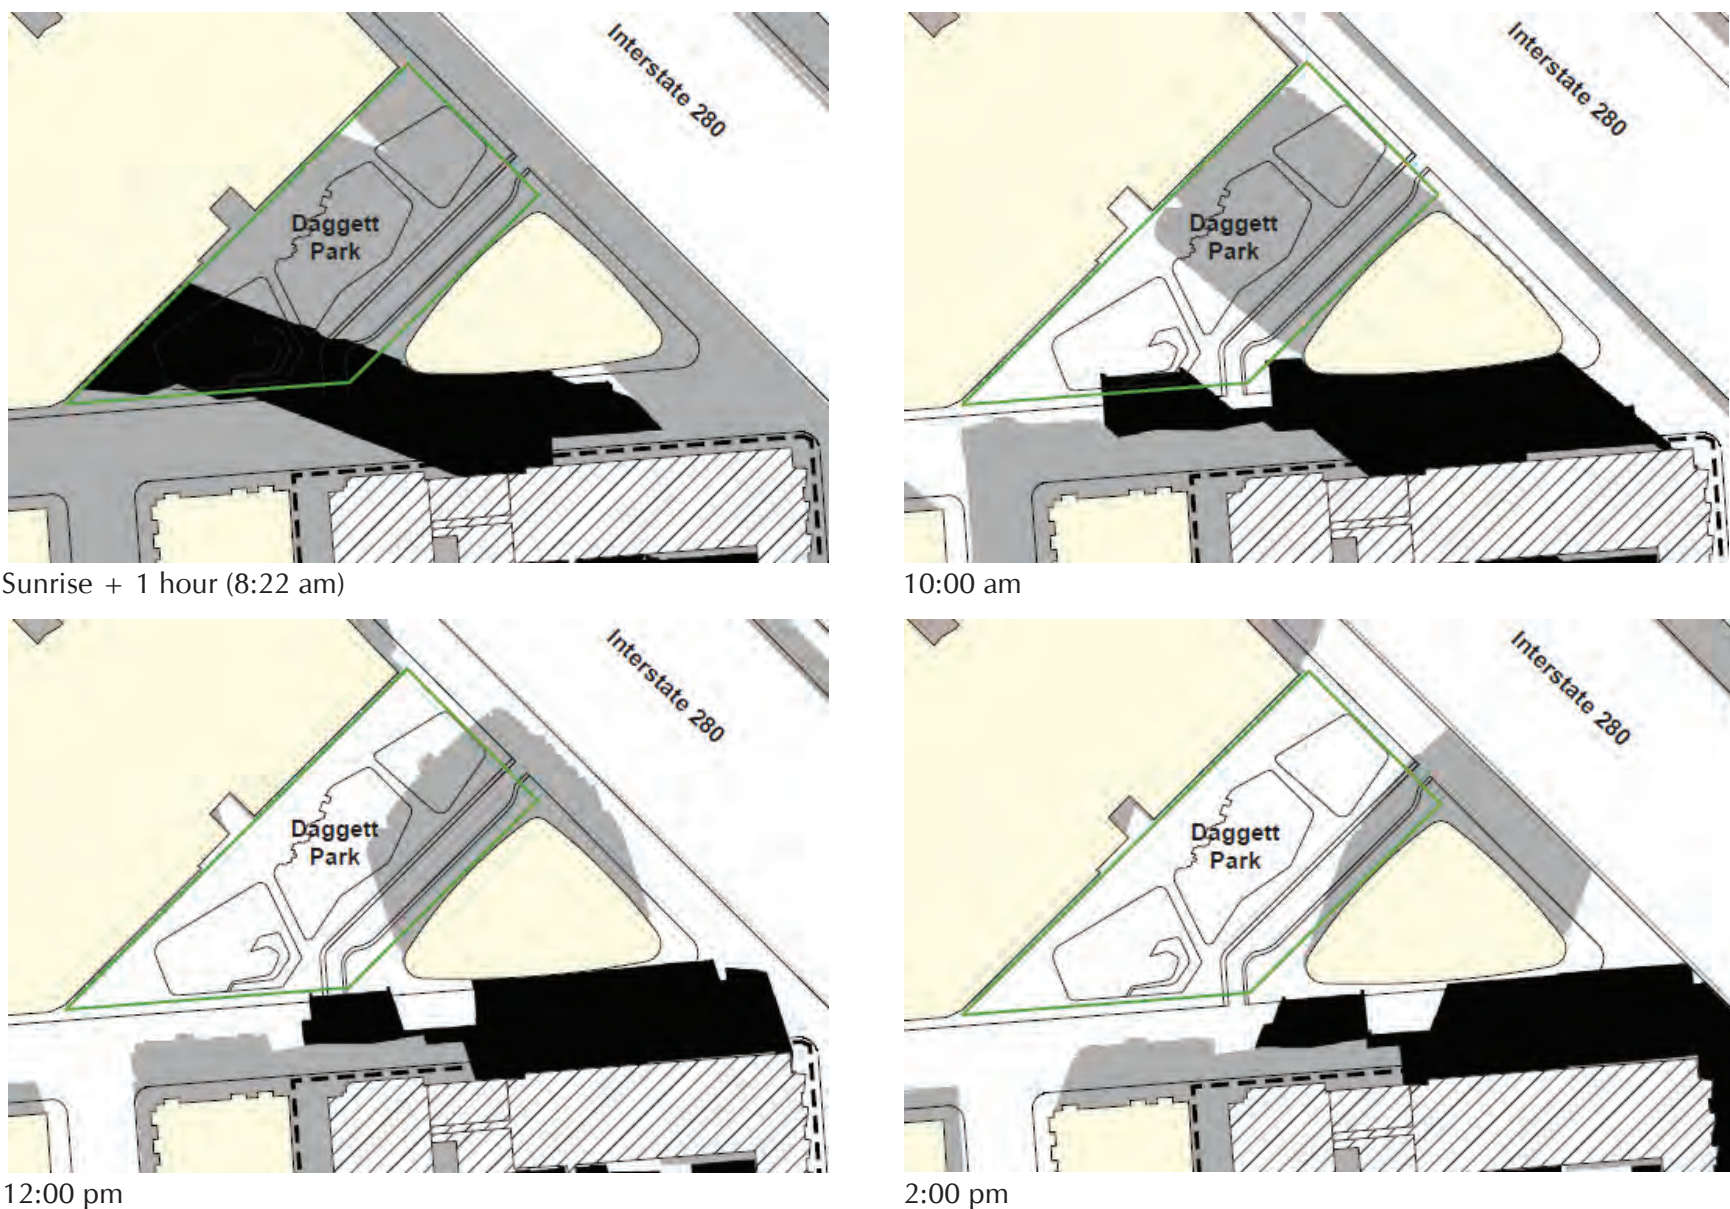 Interstate 280
Daggett
Park
Sunrise + 1 hour (8:22 am)
Interstate 280
Daggett
Park
10:00 am
Interstate 280
Daggett
Park
12:00 pm
Interstate 280
Daggett
Park
2:00 pm